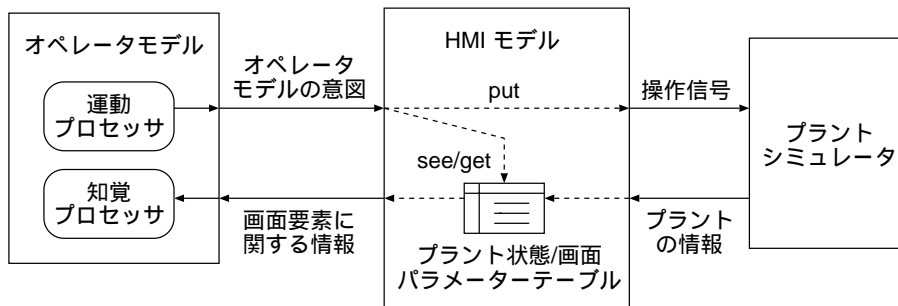 オペレータモデル
運動
プロセッサ
知覚
プロセッサ
オペレータ
モデルの意図
画面要素に
関する情報
HMI モデル
put
see/get
プラント状態/画面
パラメーターテーブル
操作信号
プラント
の情報
プラント
シミュレータ